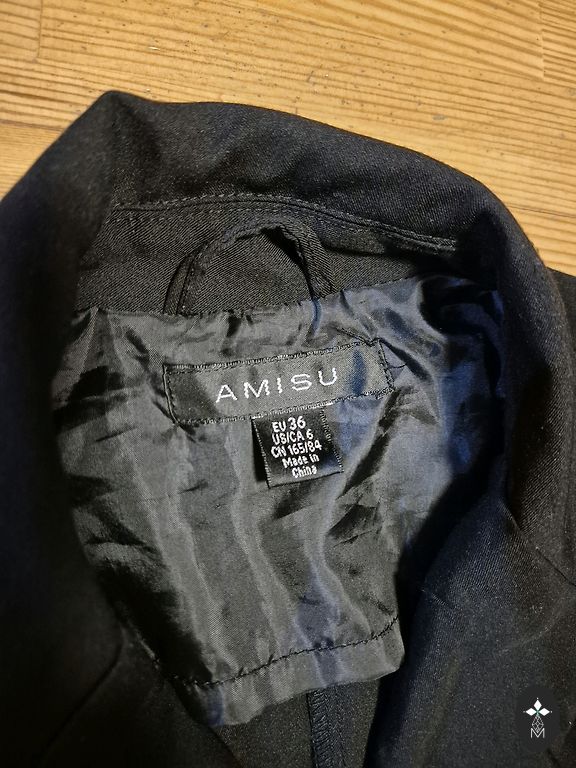 AMISU
EU 36
US/CA 6
CN 165/84
Made in
China